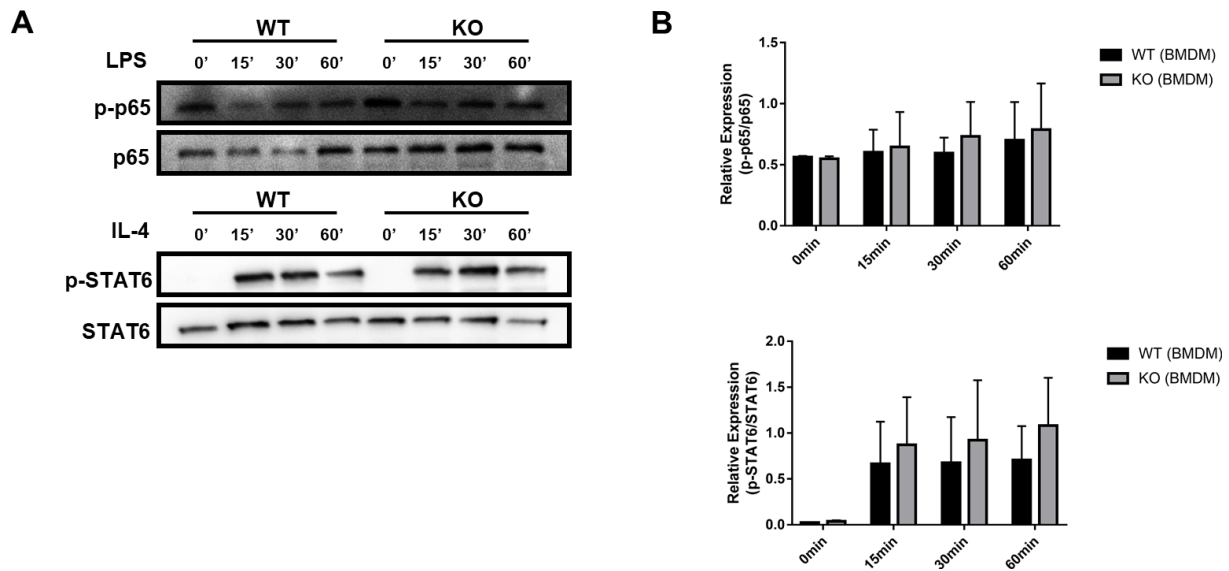 A
WT KO
LPS 0’ 15’ 30’ 60’ 0’ 15’ 30’ 60’
p-p65
p65
WT KO
IL-4 0’ 15’ 30’ 60’ 0’ 15’ 30’ 60’
p-STAT6
STAT6
B
Relative Expression
(p-p65/p65)
1.5
1.0
0.5
0.0
0min 15min 30min 60min
WT (BMDM)
KO (BMDM)
Relative Expression
(p-STAT6/STAT6)
2.0
1.5
1.0
0.5
0.0
0min 15min 30min 60min
WT (BMDM)
KO (BMDM)